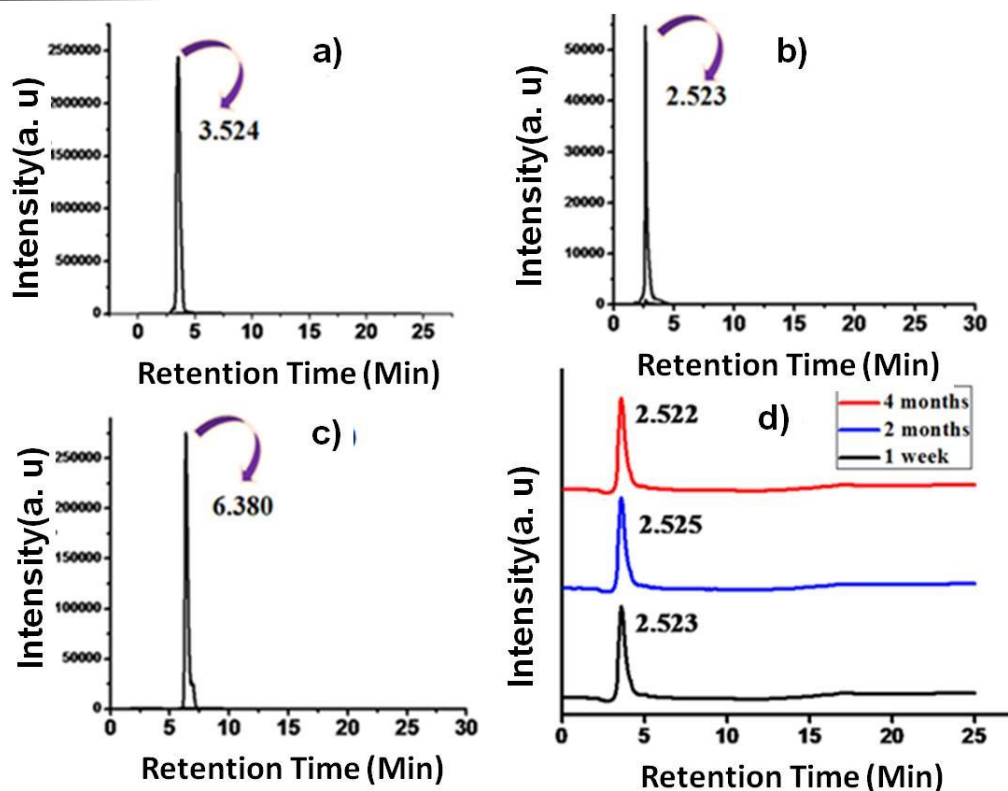 a)
3.524
2500000
2000000
1500000
1000000
500000
0
0 5 10 15 20 25
Intensity(a. u)
Retention Time (Min)
b)
2.523
50000
40000
30000
20000
10000
0
0 5 10 15 20 25 30
Intensity(a. u)
Retention Time (Min)
c)
6.380
250000
200000
150000
100000
50000
0
0 5 10 15 20 25 30
Intensity(a. u)
Retention Time (Min)
d)
4 months
2 months
1 week
2.522
2.525
2.523
0 5 10 15 20 25
Intensity(a. u)
Retention Time (Min)